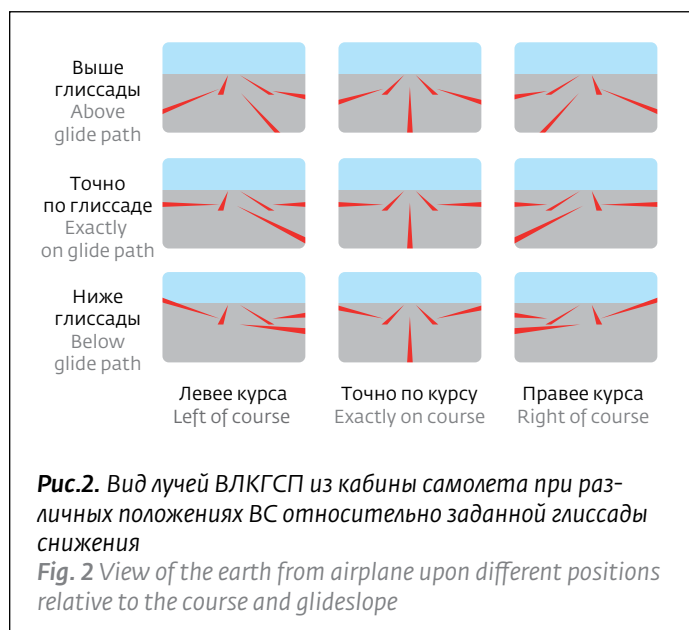 Выше
глиссады
Above
glide path
Точно
по глиссаде
Exactly
on glide path
Ниже
глиссады
Below
glide path
Левее курса
Left of course
Точно по курсу
Exactly on course
Правее курса
Right of course
Рис.2. Вид лучей ВЛКГСП из кабины самолета при раз-
личных положениях ВС относительно заданной глиссады
снижения
Fig. 2 View of the earth from airplane upon different positions
relative to the course and glideslope